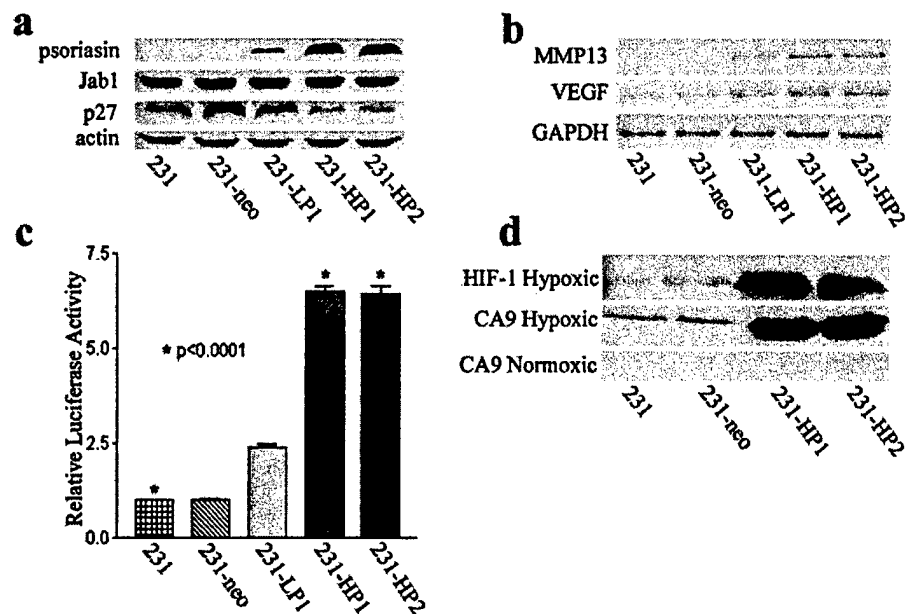 a
psoriasin
Jab1
p27
actin
231
231-neo
231-LP1
231-HP1
231-HP2
b
MMP13
VEGF
GAPDH
231
231-neo
231-LP1
231-HP1
231-HP2
c
Relative Luciferase Activity
7.5
5.0
2.5
0.0
* p<0.0001
*
*
*
231
231-neo
231-LP1
231-HP1
231-HP2
d
HIF-1 Hypoxic
CA9 Hypoxic
CA9 Normoxic
231
231-neo
231-HP1
231-HP2